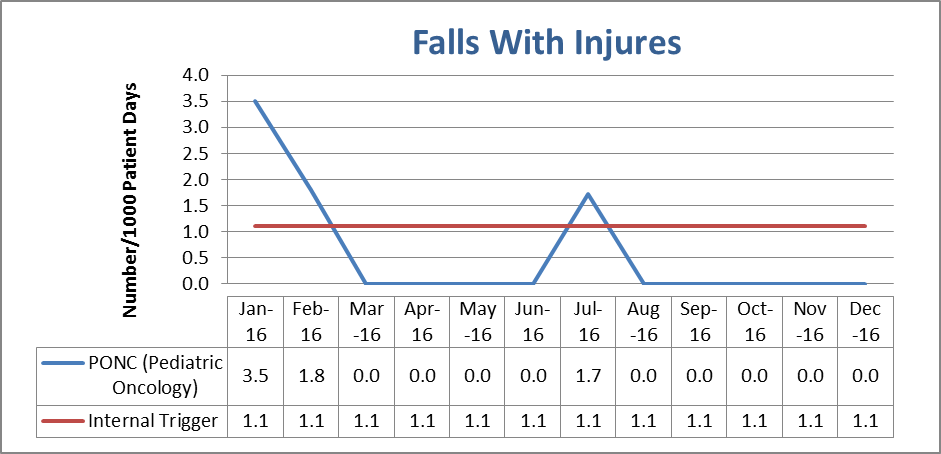 Falls With Injures
Number/1000 Patient Days
4.0
3.5
3.0
2.5
2.0
1.5
1.0
0.5
0.0
Jan- Feb- Mar Apr- May Jun- Jul- Aug Sep- Oct- Nov Dec
16 16 -16 16 -16 16 16 -16 16 16 -16 -16
PONC (Pediatric
Oncology) 3.5 1.8 0.0 0.0 0.0 0.0 1.7 0.0 0.0 0.0 0.0 0.0
Internal Trigger 1.1 1.1 1.1 1.1 1.1 1.1 1.1 1.1 1.1 1.1 1.1 1.1